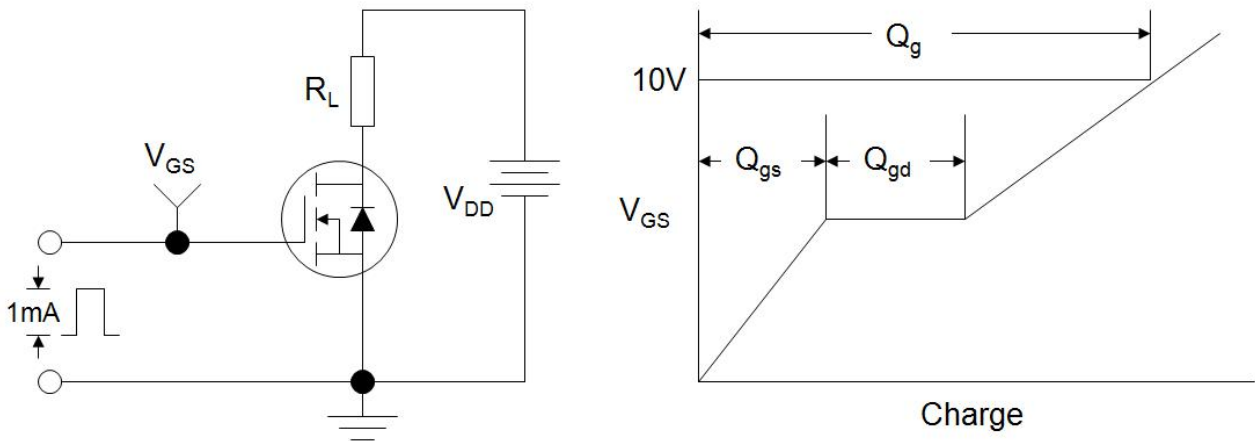 R_L
V_GS
V_DD
1mA
Q_g
10V
Q_gs
Q_gd
V_GS
Charge